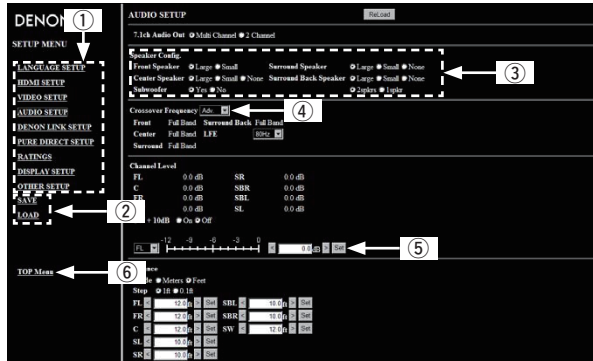 DENON
SETUP MENU
LANGUAGE SETUP
HDMI SETUP
VIDEO SETUP
AUDIO SETUP
DENON LINK SETUP
PURE DIRECT SETUP
RATINGS
DISPLAY SETUP
OTHER SETUP
SAVE
LOAD
TOP Menu
1
2
6
AUDIO SETUP ReLoad
7.1ch Audio Out Multi Channel 2 Channel
Speaker Config.
Front Speaker Large Small Surround Speaker Large Small None
Center Speaker Large Small None Surround Back Speaker Large Small None
Subwoofer Yes No 2spkrs 1spkr
3
Crossover Frequency Adv.
4
Front Full Band Surround Back Full Band
Center Full Band LFE 80Hz
Surround Full Band
Channel Level
FL 0.0 dB SR 0.0 dB
C 0.0 dB SBR 0.0 dB
FR 0.0 dB SBL 0.0 dB
0.0 dB SL 0.0 dB
+ 10dB On Off
-12 -9 -6 -3 0
FL < 0.0 dB > Set
5
Meters Feet
Step 1ft 0.1ft
FL < 12.0 ft > Set SBL < 10.0 ft > Set
FR < 12.0 ft > Set SBR < 10.0 ft > Set
C < 12.0 ft > Set SW < 12.0 ft > Set
SL < 10.0 ft > Set
SR < 10.0 ft > Set